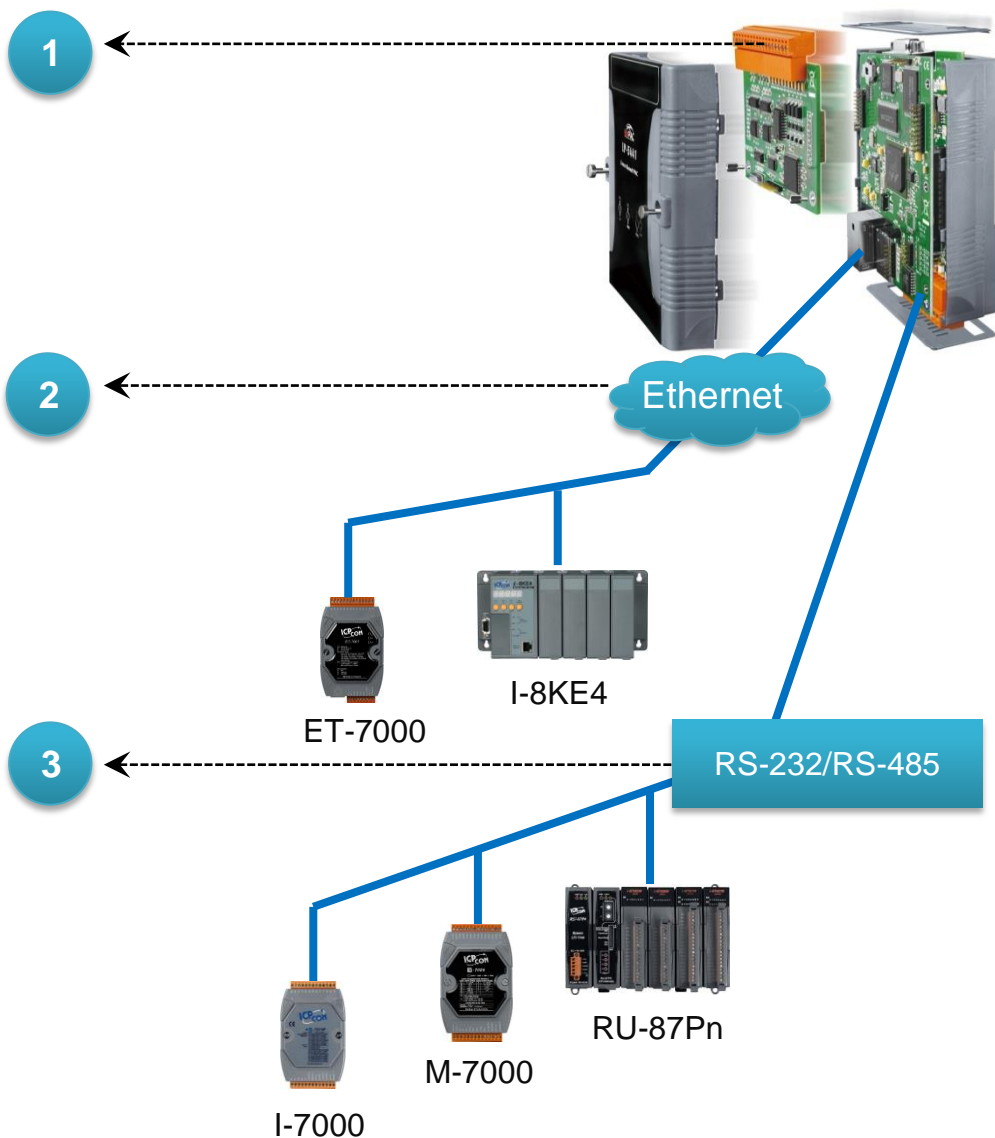 1
2
Ethernet
I-8KE4
ET-7000
3
RS-232/RS-485
RU-87Pn
M-7000
I-7000